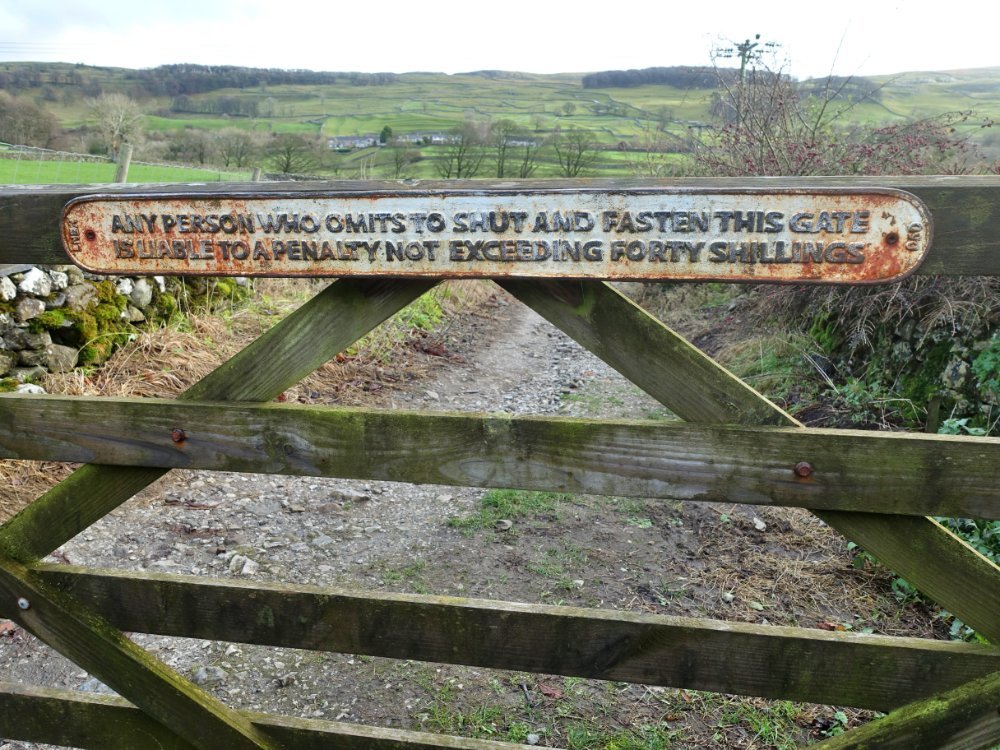 ANY PERSON WHO OMITS TO SHUT AND FASTEN THIS GATE
IS LIABLE TO A PENALTY NOT EXCEEDING FORTY SHILLINGS